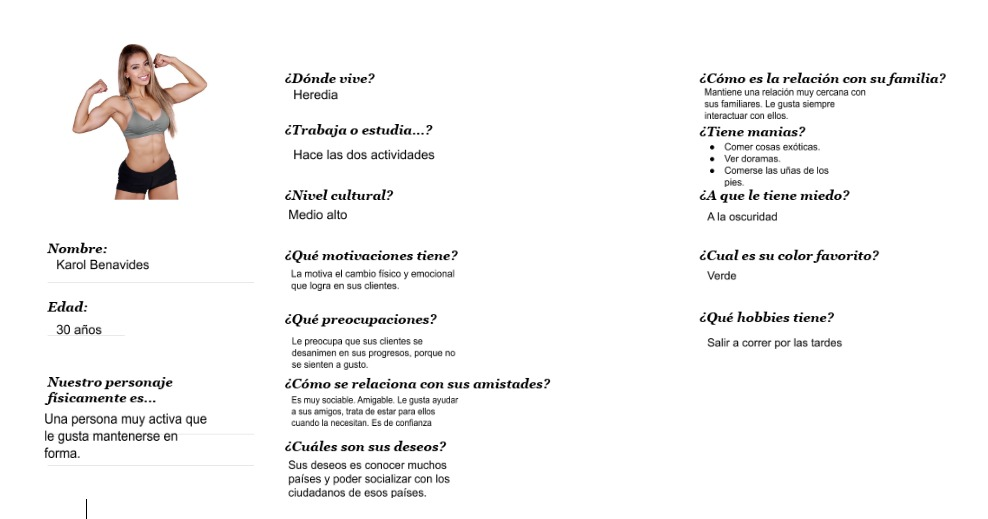 Nombre:
Karol Benavides
Edad:
30 años
Nuestro personaje
físicamente es...
Una persona muy activa que
le gusta mantenerse en
forma.
¿Dónde vive?
Heredia
¿Trabaja o estudia...?
Hace las dos actividades
¿Nivel cultural?
Medio alto
¿Qué motivaciones tiene?
La motiva el cambio físico y emocional
que logra en sus clientes.
¿Qué preocupaciones?
Le preocupa que sus clientes se
desanimen en sus progresos, porque no
se sienten a gusto.
¿Cómo se relaciona con sus amistades?
Es muy sociable. Amigable. Le gusta ayudar
a sus amigos, trata de estar para ellos
cuando la necesitan. Es de confianza
¿Cuáles son sus deseos?
Sus deseos es conocer muchos
países y poder socializar con los
ciudadanos de esos países.
¿Cómo es la relación con su familia?
Mantiene una relación muy cercana con
sus familiares. Le gusta siempre
interactuar con ellos.
¿Tiene manias?
● Comer cosas exóticas.
● Ver doramas.
● Comerse las uñas de los
pies.
¿A que le tiene miedo?
A la oscuridad
¿Cual es su color favorito?
Verde
¿Qué hobbies tiene?
Salir a correr por las tardes